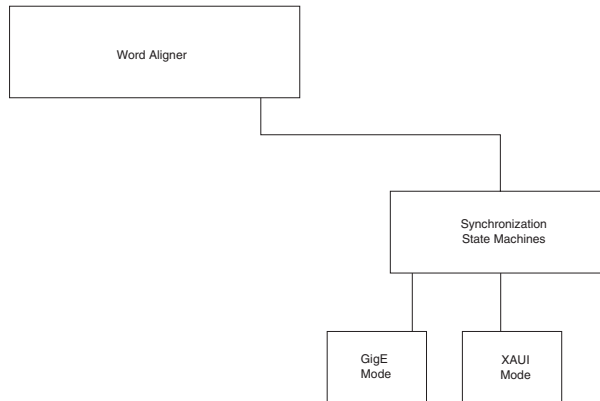 Word Aligner
Synchronization
State Machines
GigE
Mode
XAUI
Mode